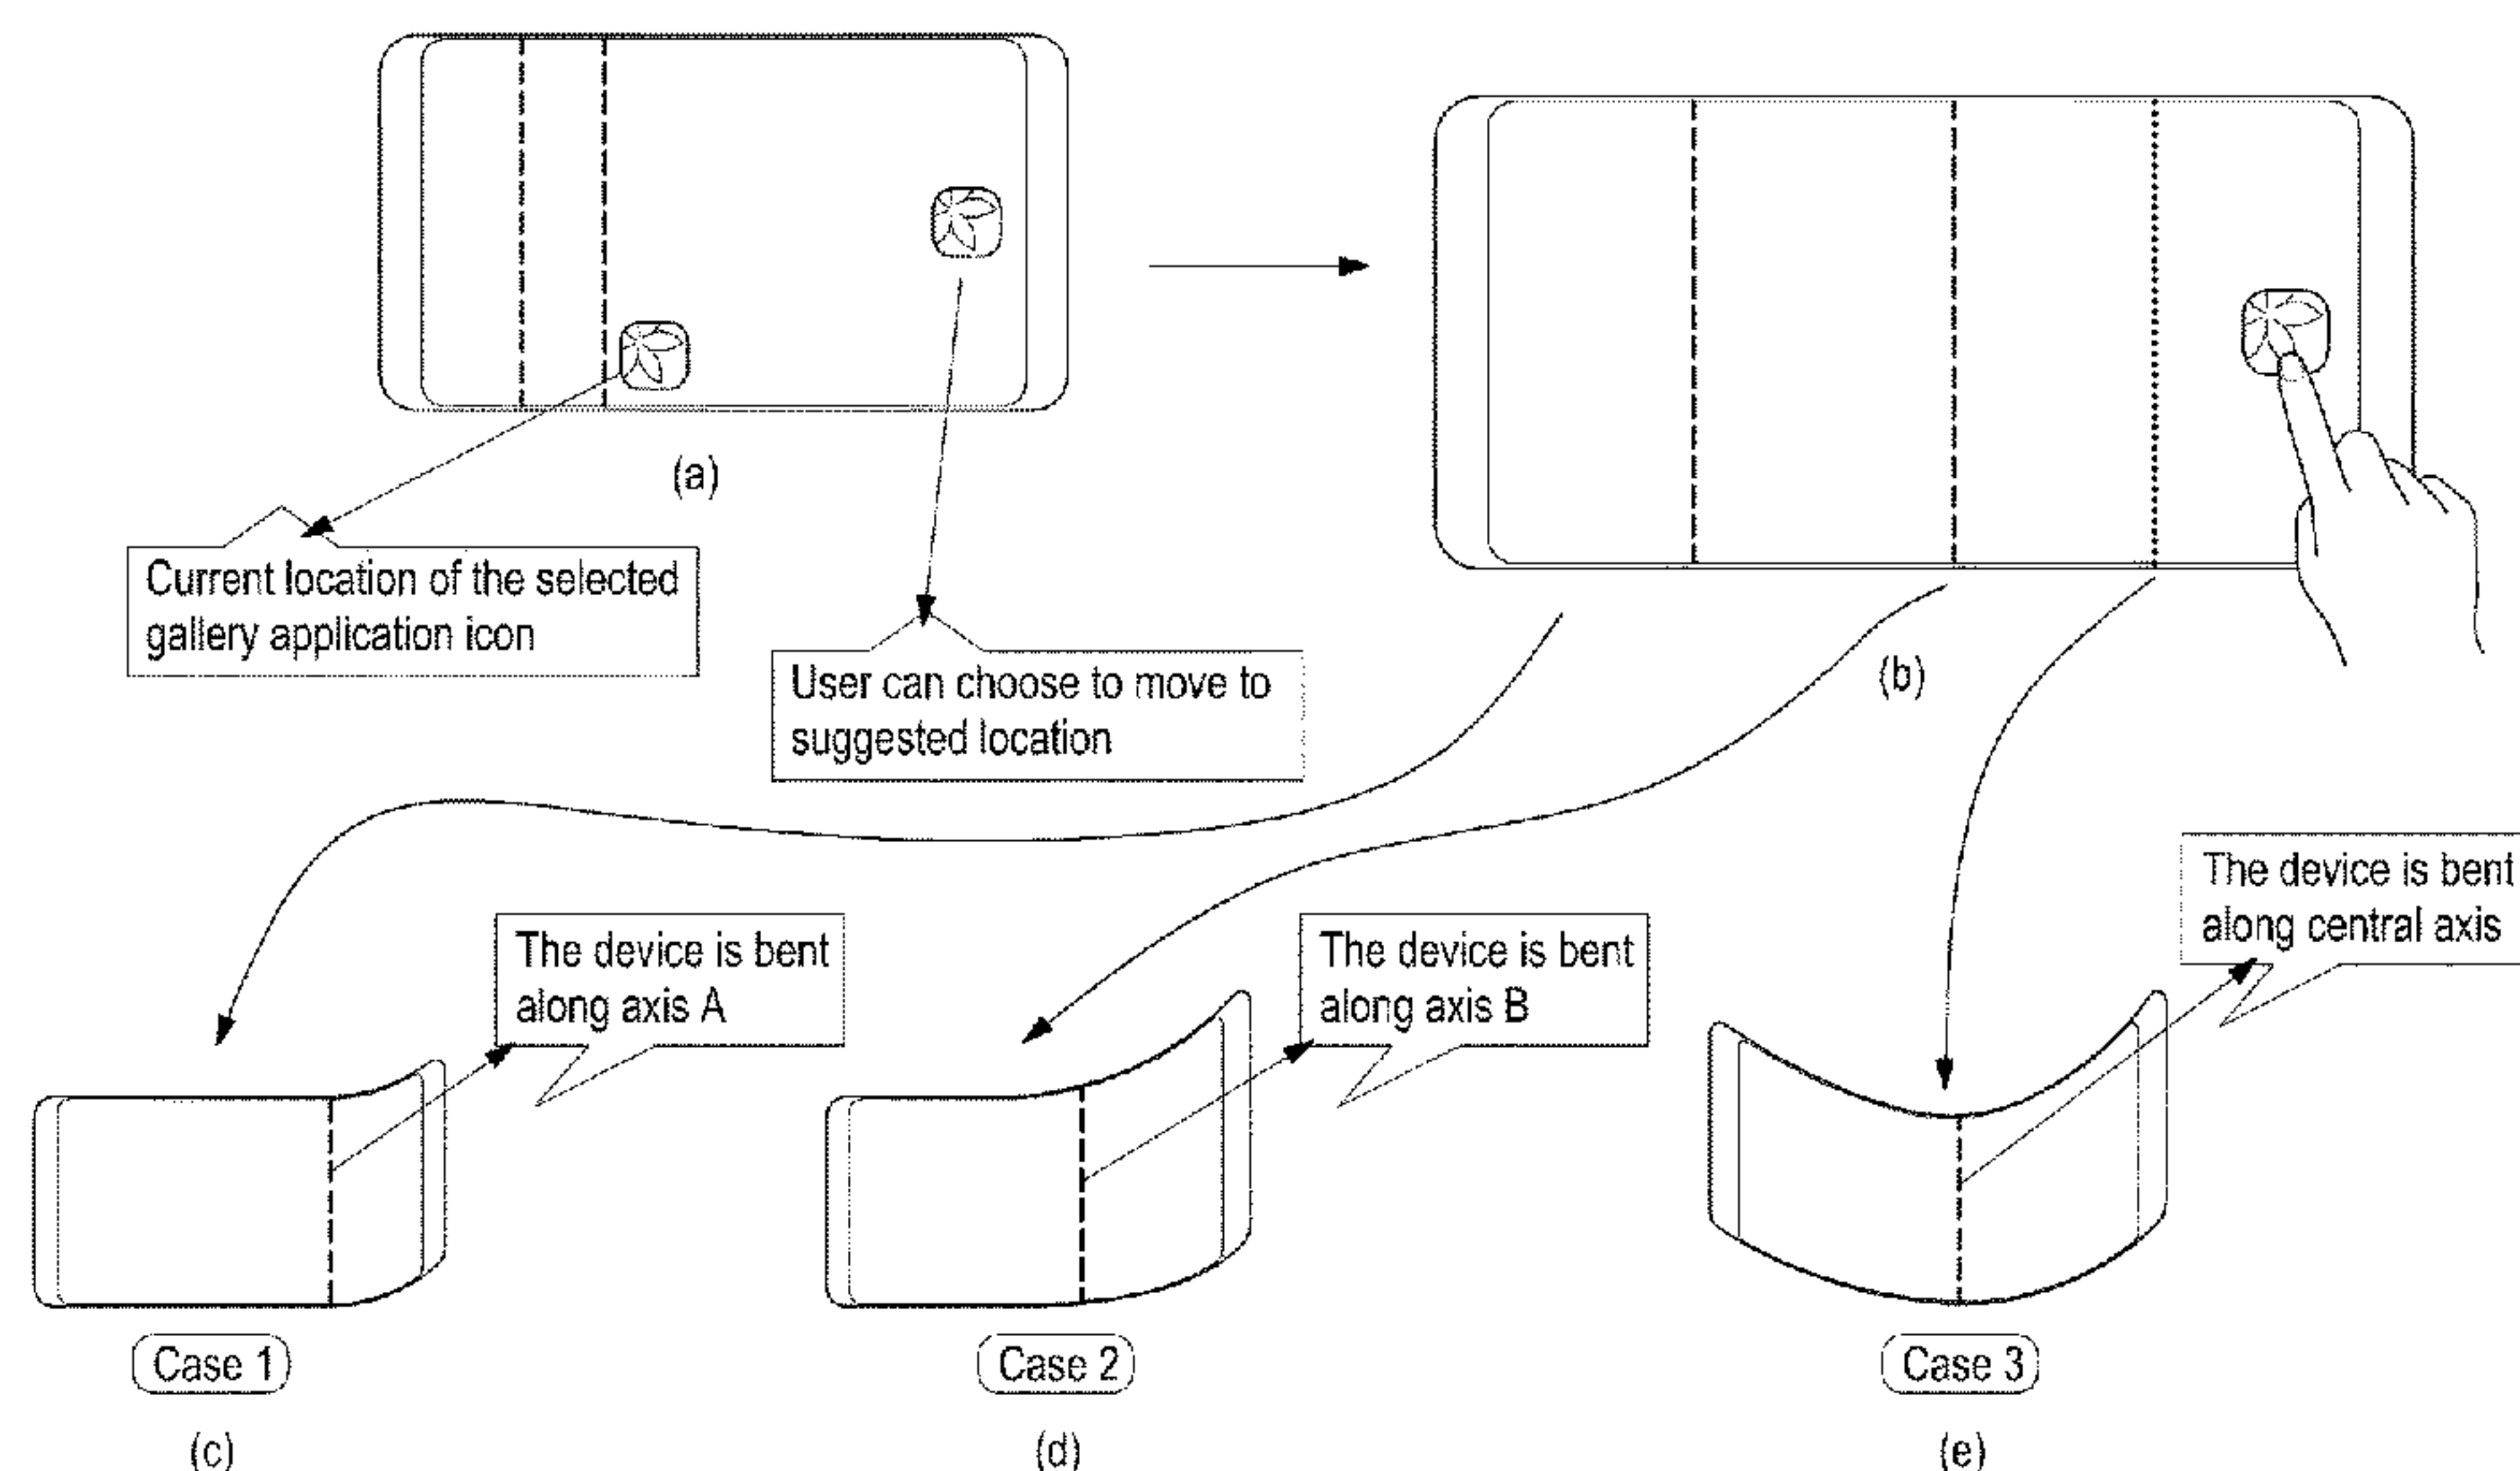 (a)
Current location of the selected
gallery application icon
User can choose to move to
suggested location
(b)
The device is bent
along axis A
The device is bent
along axis B
The device is bent
along central axis
Case 1
Case 2
Case 3
(c)
(d)
(e)